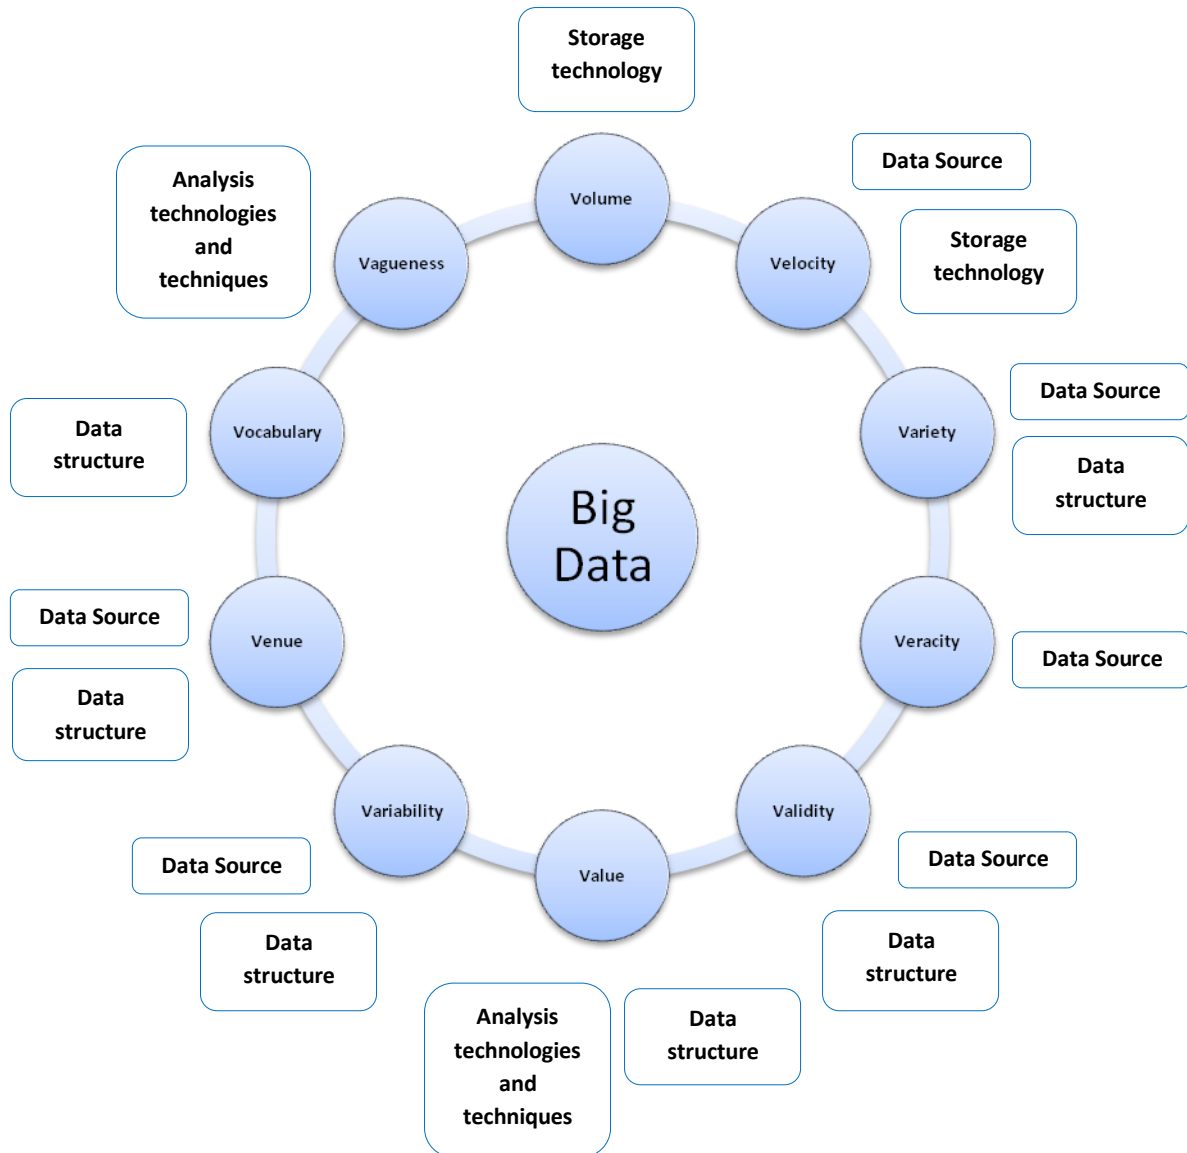 Storage
technology
Volume
Data Source
Velocity
Storage
technology
Analysis
technologies
and
techniques
Vagueness
Data Source
Variety
Data
structure
Vocabulary
Data
structure
Big
Data
Data Source
Venue
Data
structure
Veracity
Data Source
Variability
Data Source
Data
structure
Validity
Data Source
Data
structure
Value
Analysis
technologies
and
techniques
Data
structure